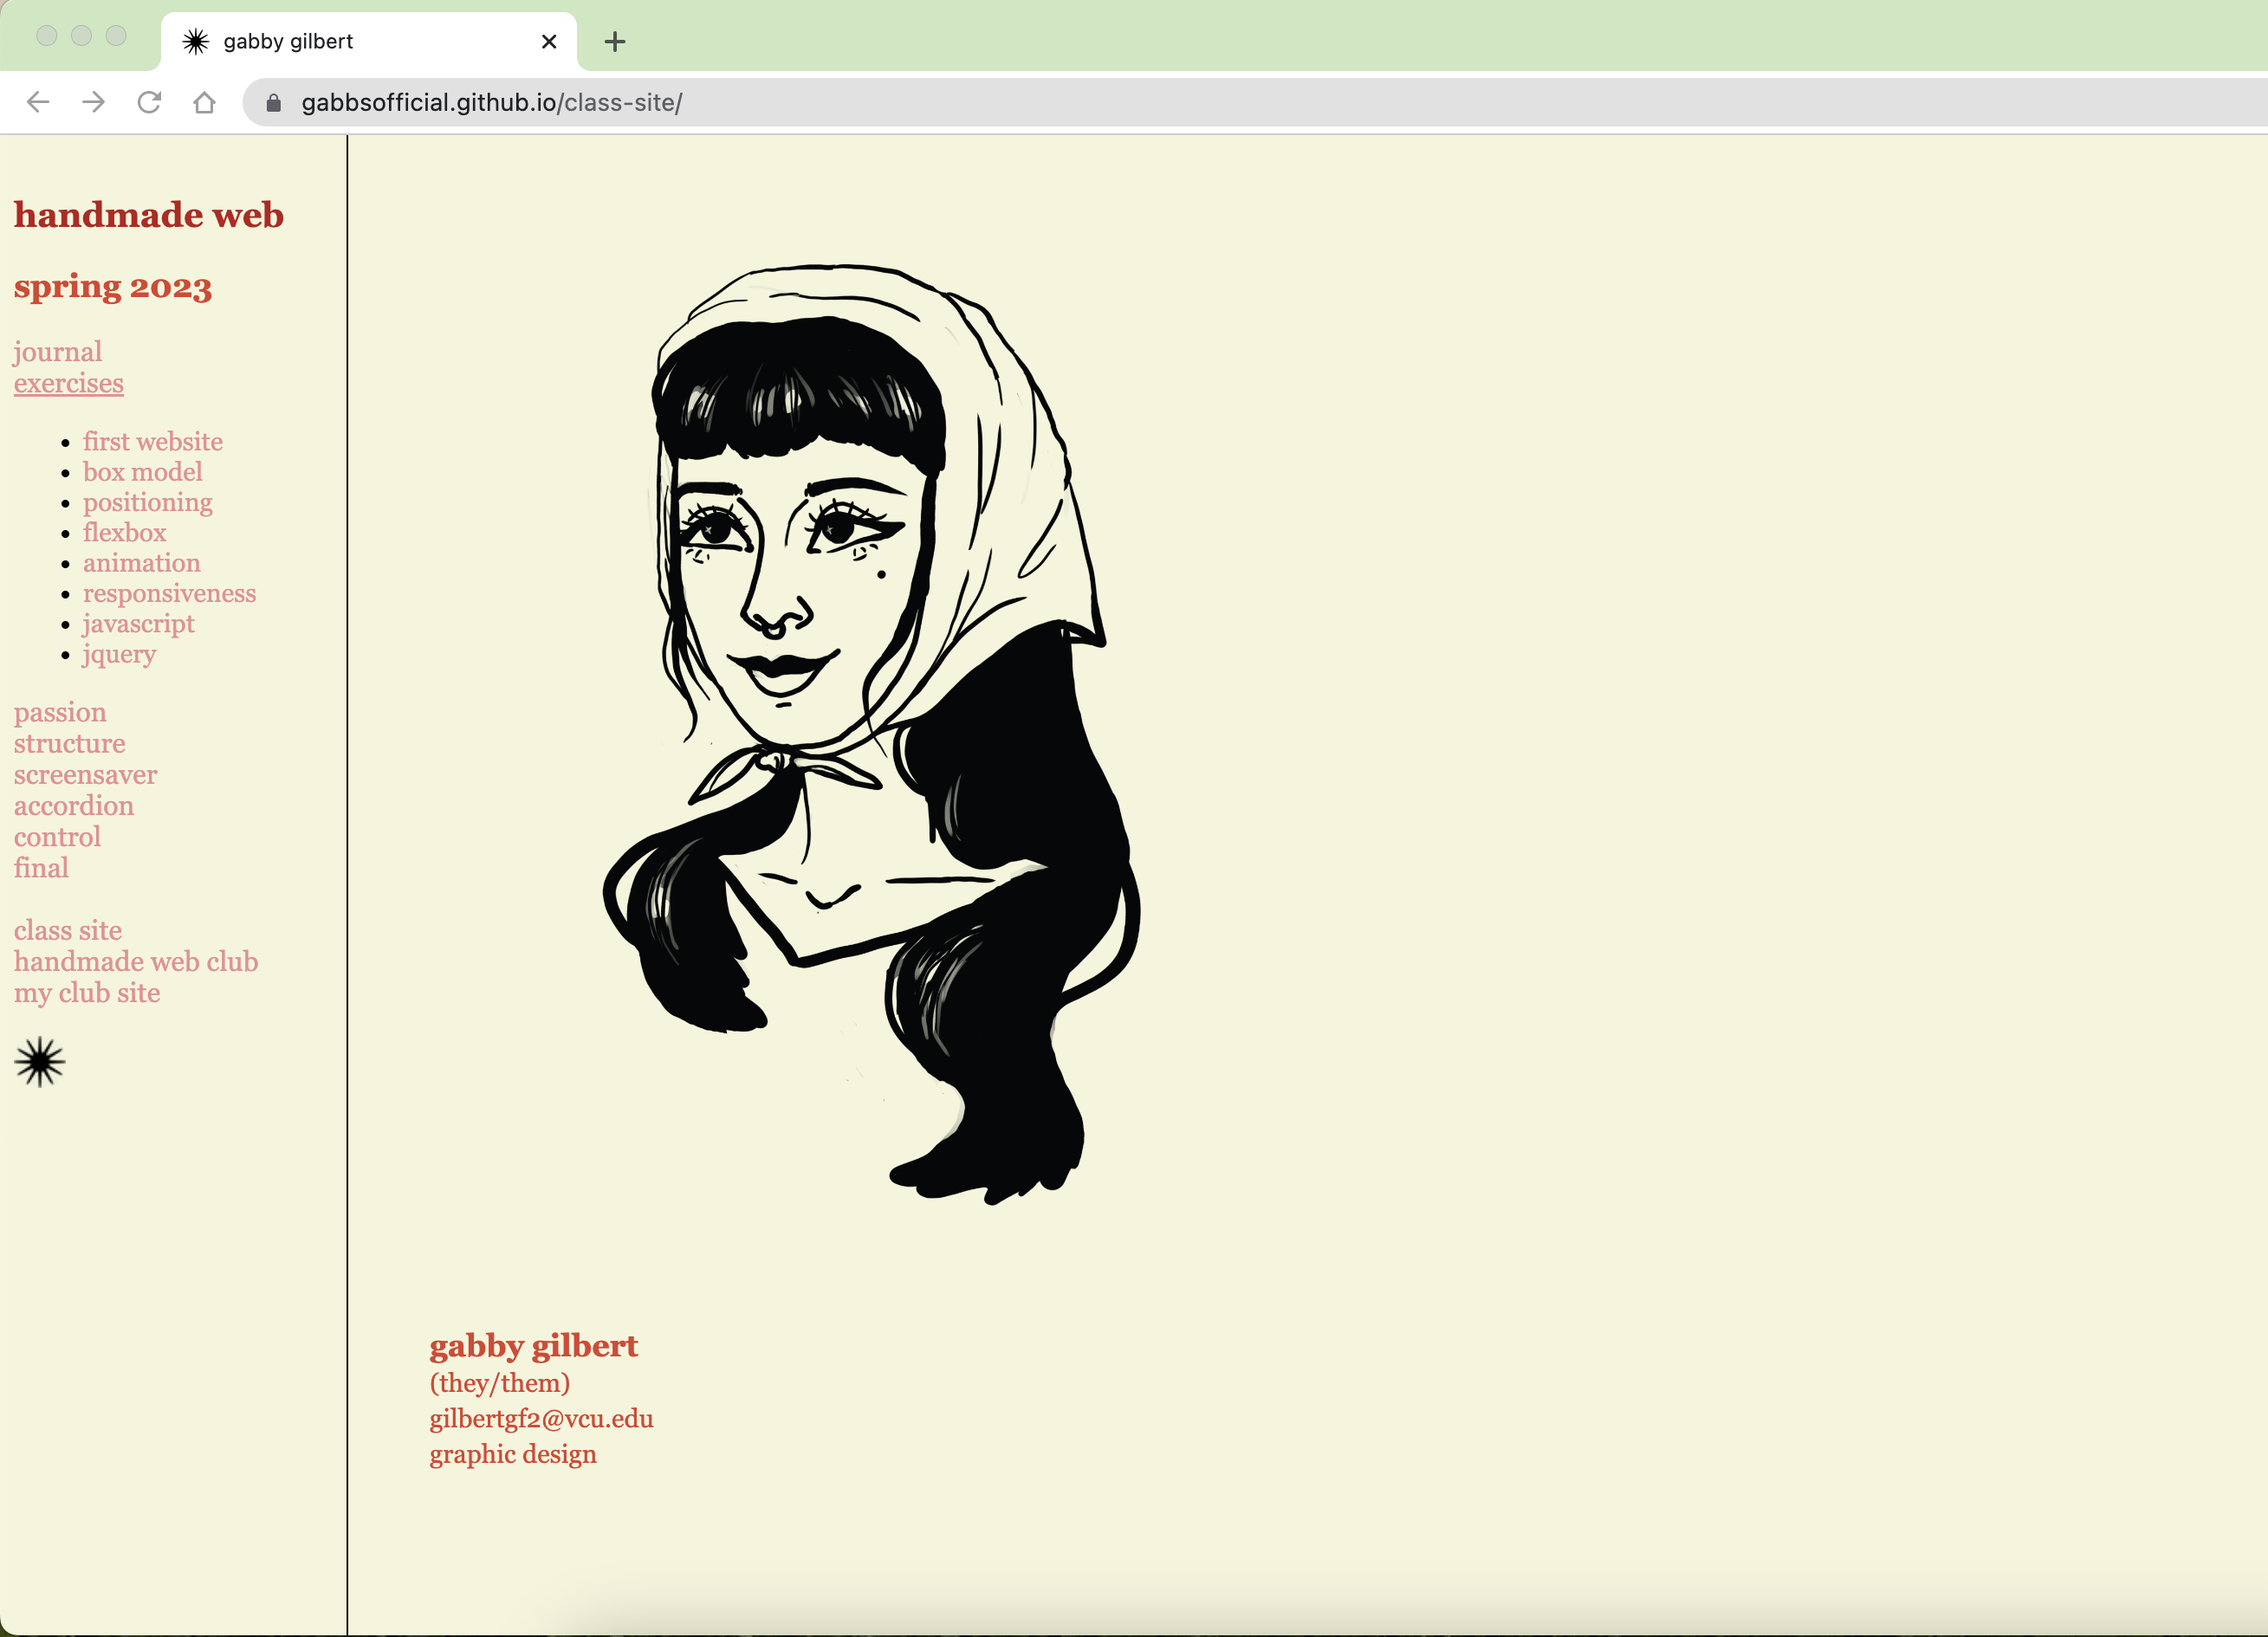 gabby gilbert
gabbsofficial.github.io/class-site/
handmade web
spring 2023
journal
exercises
first website
box model
positioning
flexbox
animation
responsiveness
javascript
jquery
passion
structure
screensaver
accordion
control
final
class site
handmade web club
my club site
gabby gilbert
(they/them)
gilbertgf2@vcu.edu
graphic design